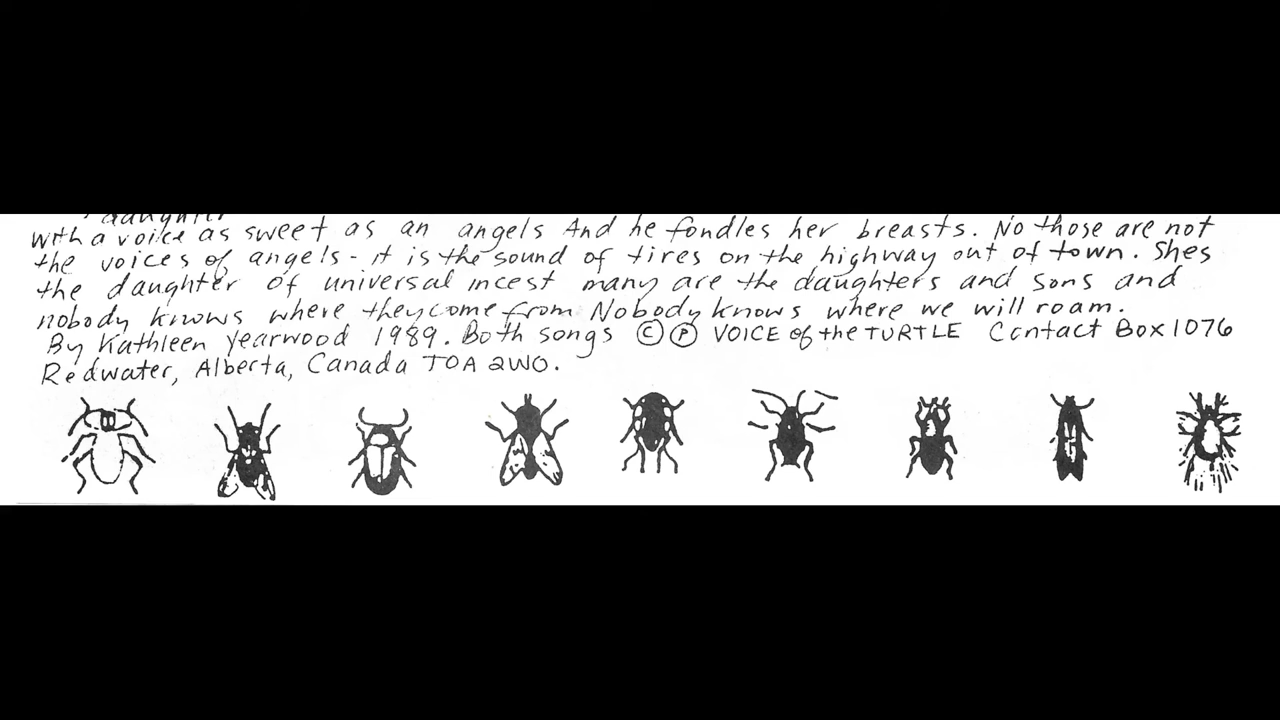 daughter
with a voice as sweet as an angels And he fondles her breasts. No those are not
the voices of angels - it is the sound of tires on the highway out of town. Shes
the daughter of universal incest many are the daughters and sons and
nobody knows where they come from Nobody knows where we will roam.
By Kathleen Yearwood 1989. Both songs © ℗ VOICE of the TURTLE Contact Box 1076
Redwater, Alberta, Canada T0A 2W0.